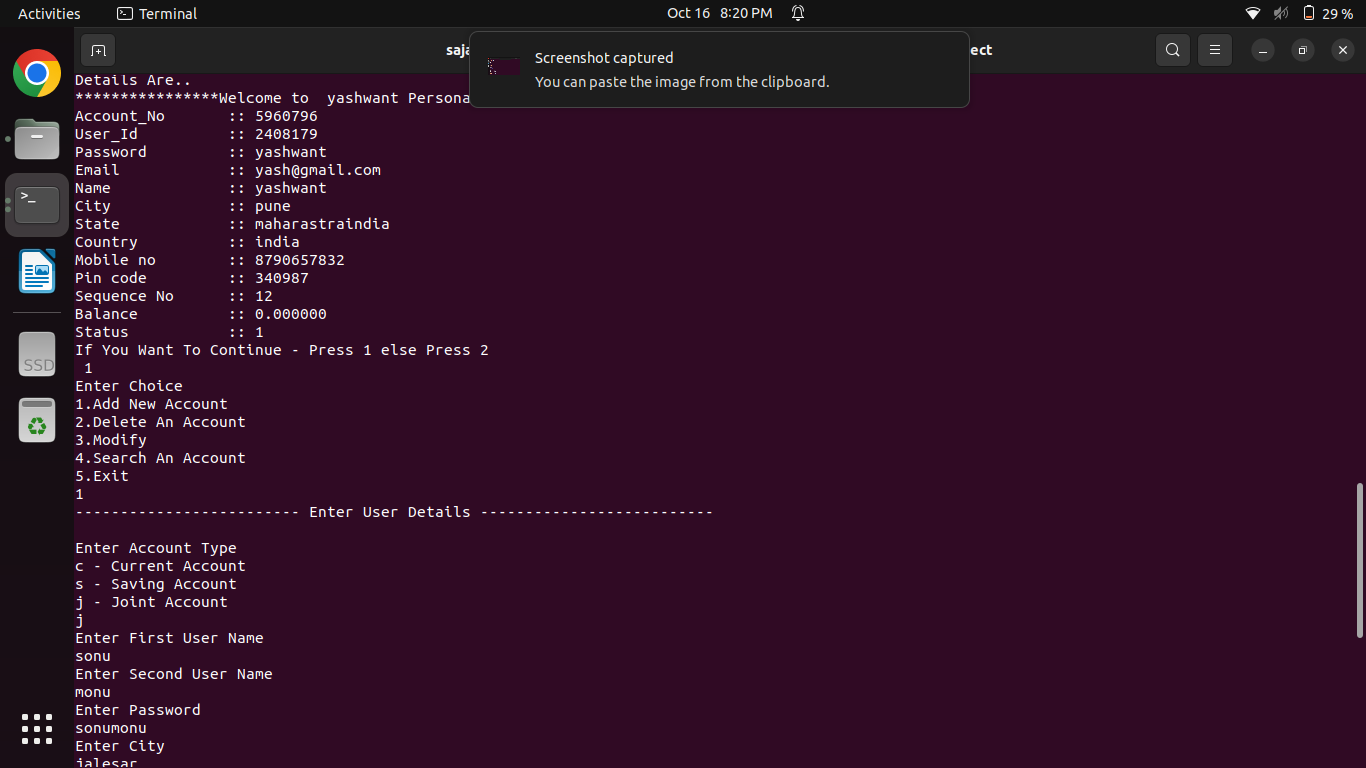 Activities
Terminal
Oct 16 8:20 PM
29 %
saja
ect
Screenshot captured
You can paste the image from the clipboard.
Details Are..
****************Welcome to  yashwant Persona
Account_No       :: 5960796
User_Id          :: 2408179
Password         :: yashwant
Email            :: yash@gmail.com
Name             :: yashwant
City             :: pune
State            :: maharastraindia
Country          :: india
Mobile no        :: 8790657832
Pin code         :: 340987
Sequence No      :: 12
Balance          :: 0.000000
Status           :: 1
If You Want To Continue - Press 1 else Press 2
 1
Enter Choice
1.Add New Account
2.Delete An Account
3.Modify
4.Search An Account
5.Exit
1
------------------------- Enter User Details --------------------------
Enter Account Type
c - Current Account
s - Saving Account
j - Joint Account
j
Enter First User Name
sonu
Enter Second User Name
monu
Enter Password
sonumonu
Enter City
jalesar
SSD